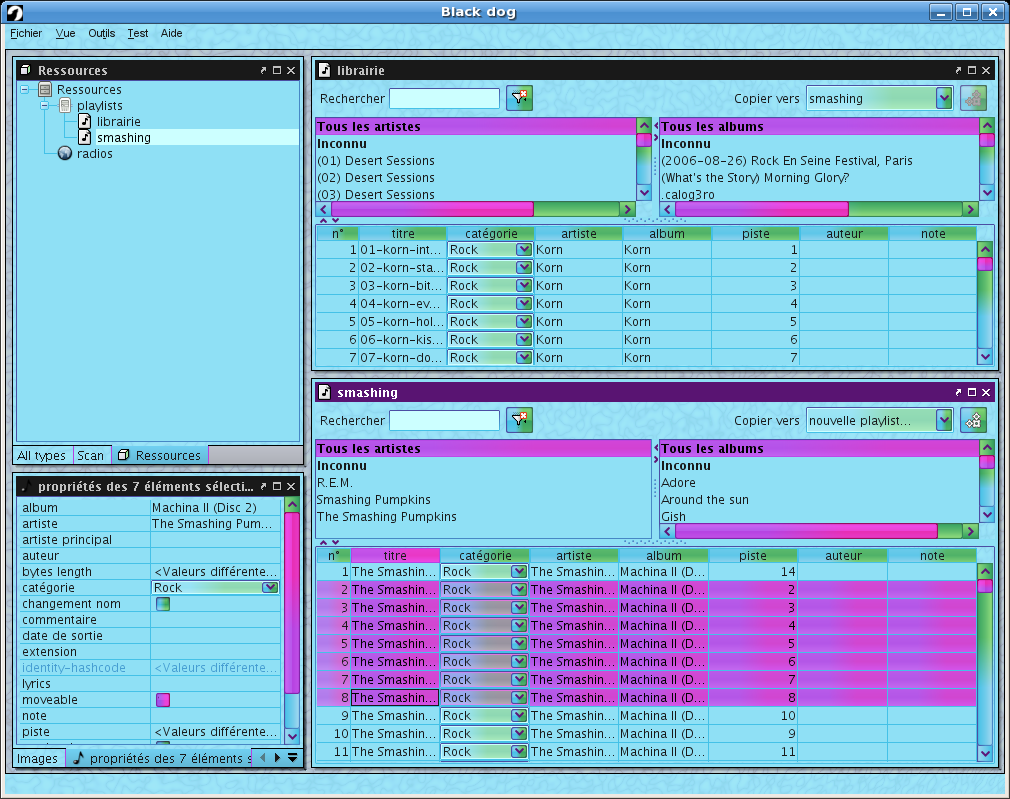 Black dog
Fichier Vue Outils Test Aide
Ressources
Ressources
playlists
librairie
smashing
radios
All types Scan Ressources
propriétés des 7 éléments sélecti...
album Machina II (Disc 2)
artiste The Smashing Pum...
artiste principal
auteur
bytes length <Valeurs différente...
catégorie Rock
changement nom
commentaire
date de sortie
extension
identity-hashcode <Valeurs différente...
lyrics
moveable
note
piste <Valeurs différente...
Images propriétés des 7 éléments s
librairie
Rechercher Copier vers smashing
Tous les artistes
Inconnu
(01) Desert Sessions
(02) Desert Sessions
(03) Desert Sessions
Tous les albums
Inconnu
(2006-08-26) Rock En Seine Festival, Paris
(What's the Story) Morning Glory?
.calog3ro
n° titre catégorie artiste album piste auteur note
1 01-korn-int... Rock Korn Korn 1
2 02-korn-sta... Rock Korn Korn 2
3 03-korn-bit... Rock Korn Korn 3
4 04-korn-ev... Rock Korn Korn 4
5 05-korn-hol... Rock Korn Korn 5
6 06-korn-kis... Rock Korn Korn 6
7 07-korn-do... Rock Korn Korn 7
smashing
Rechercher Copier vers nouvelle playlist...
Tous les artistes
Inconnu
R.E.M.
Smashing Pumpkins
The Smashing Pumpkins
Tous les albums
Inconnu
Adore
Around the sun
Gish
n° titre catégorie artiste album piste auteur note
1 The Smashin... Rock The Smashin... Machina II (D... 14
2 The Smashin... Rock The Smashin... Machina II (D... 2
3 The Smashin... Rock The Smashin... Machina II (D... 3
4 The Smashin... Rock The Smashin... Machina II (D... 4
5 The Smashin... Rock The Smashin... Machina II (D... 5
6 The Smashin... Rock The Smashin... Machina II (D... 6
7 The Smashin... Rock The Smashin... Machina II (D... 7
8 The Smashin... Rock The Smashin... Machina II (D... 8
9 The Smashin... Rock The Smashin... Machina II (D... 10
10 The Smashin... Rock The Smashin... Machina II (D... 9
11 The Smashin... Rock The Smashin... Machina II (D... 11